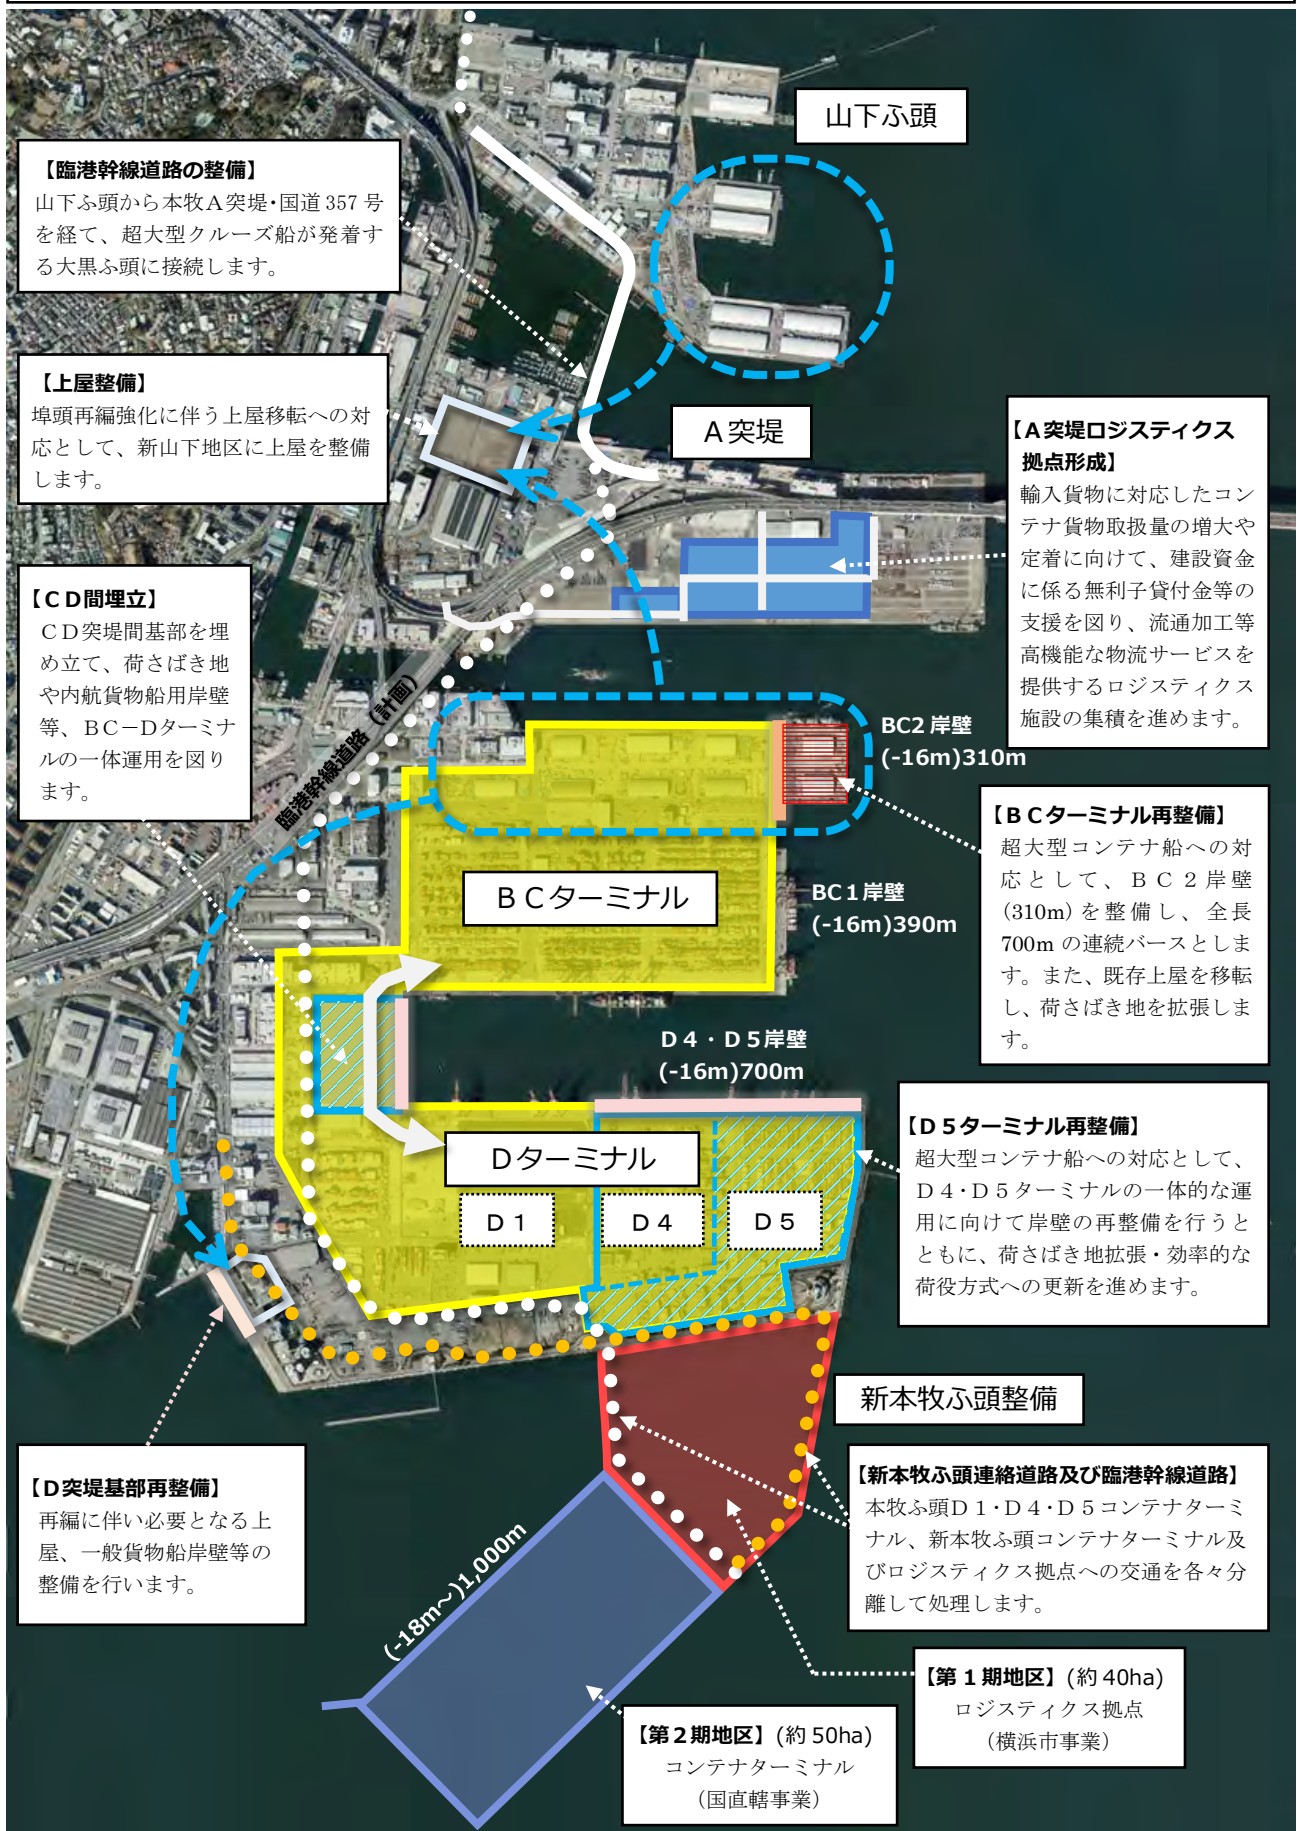 山下ふ頭
【臨港幹線道路の整備】
山下ふ頭から本牧A突堤・国道 357 号
を経て、超大型クルーズ船が発着す
る大黒ふ頭に接続します。
【上屋整備】
埠頭再編強化に伴う上屋移転への対
応として、新山下地区に上屋を整備
します。
A突堤
【A突堤ロジスティクス
拠点形成】
輸入貨物に対応したコン
テナ貨物取扱量の増大や
定着に向けて、建設資金
に係る無利子貸付金等の
支援を図り、流通加工等
高機能な物流サービスを
提供するロジスティクス
施設の集積を進めます。
【CD間埋立】
CD突堤間基部を埋
め立て、荷さばき地
や内航貨物船用岸壁
等、BC－Dターミナ
ルの一体運用を図り
ます。
臨港幹線道路（計画）
BC2 岸壁
(-16m)310m
【BCターミナル再整備】
超大型コンテナ船への対
応として、BC2岸壁
(310m)を整備し、全長
700m の連続バースとしま
す。また、既存上屋を移転
し、荷さばき地を拡張しま
す。
BCターミナル
BC1 岸壁
(-16m)390m
D4・D5岸壁
(-16m)700m
Dターミナル
D1
D4
D5
【D5ターミナル再整備】
超大型コンテナ船への対応として、
D4・D5ターミナルの一体的な運
用に向けて岸壁の再整備を行うと
ともに、荷さばき地拡張・効率的な
荷役方式への更新を進めます。
新本牧ふ頭整備
【D突堤基部再整備】
再編に伴い必要となる上
屋、一般貨物船岸壁等の
整備を行います。
【新本牧ふ頭連絡道路及び臨港幹線道路】
本牧ふ頭D1・D4・D5コンテナターミ
ナル、新本牧ふ頭コンテナターミナル及
びロジスティクス拠点への交通を各々分
離して処理します。
(-18m～)1,000m
【第１期地区】(約 40ha)
ロジスティクス拠点
（横浜市事業）
【第２期地区】(約 50ha)
コンテナターミナル
（国直轄事業）